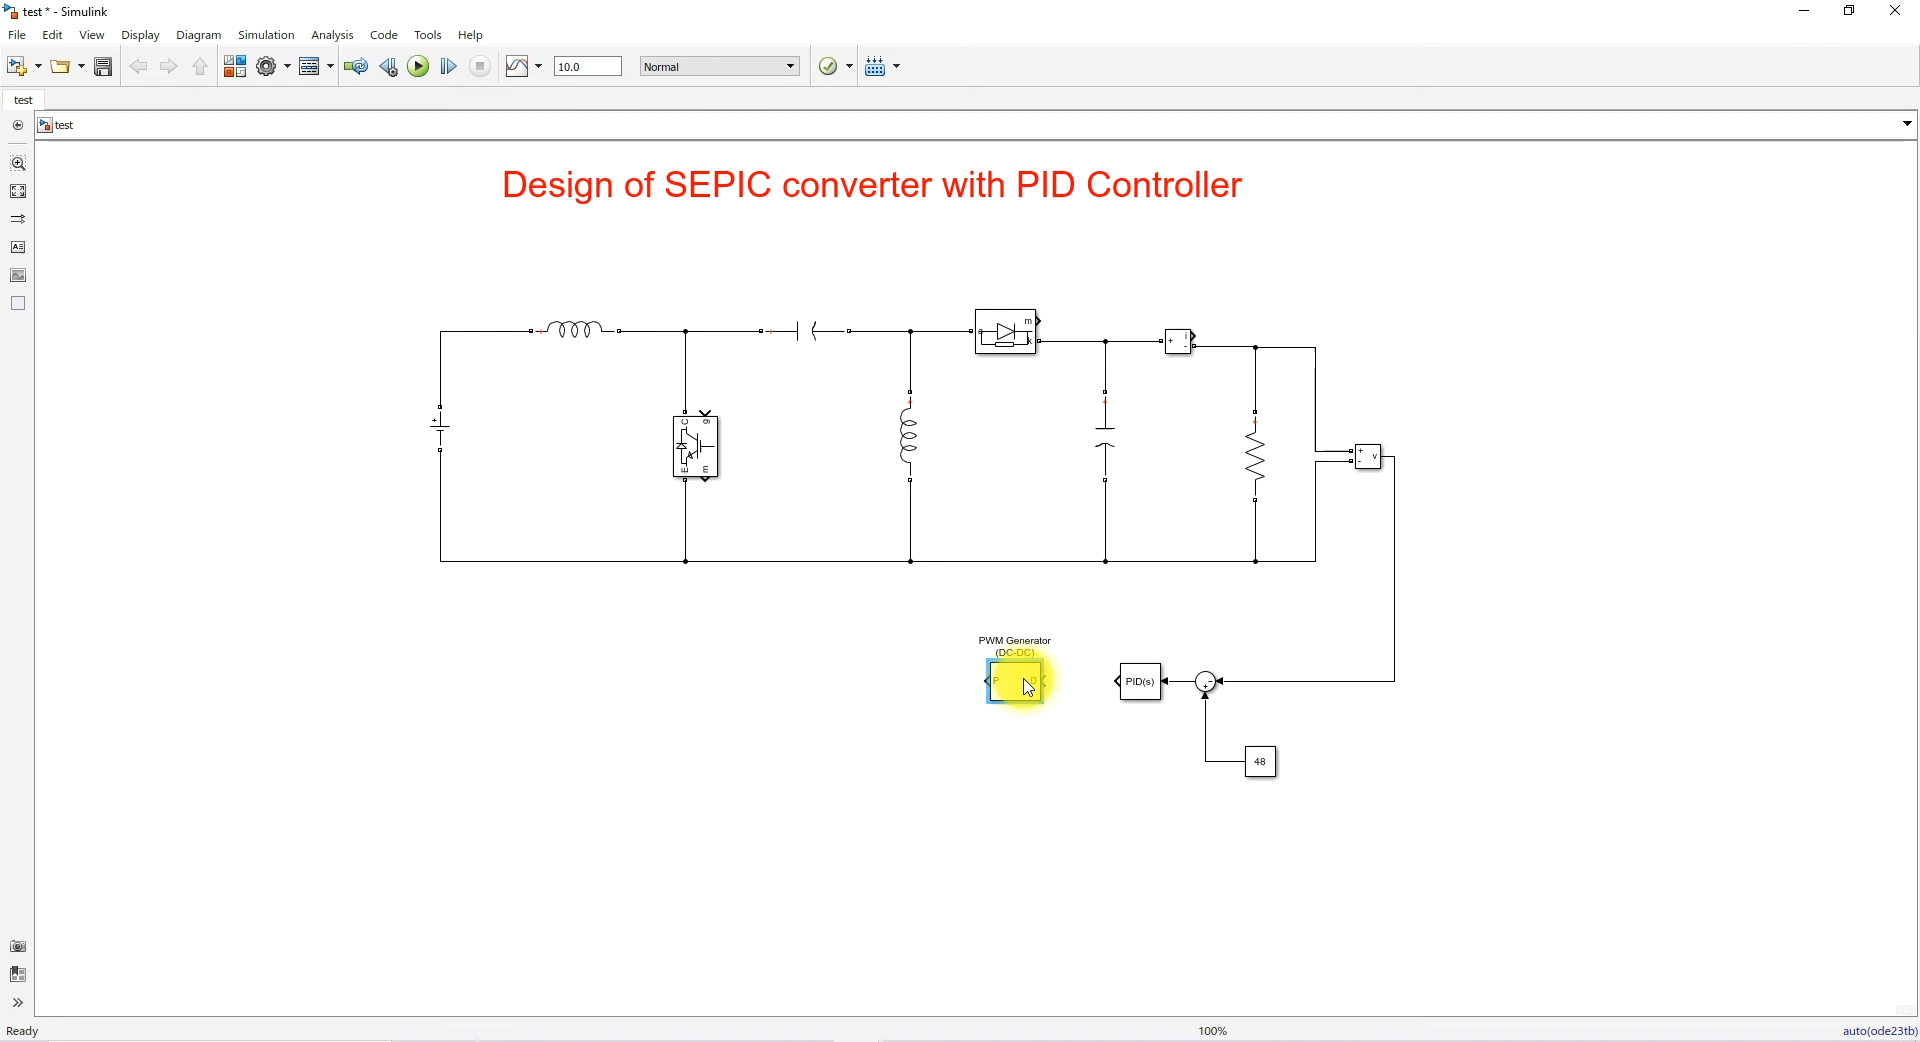 test * - Simulink
File Edit View Display Diagram Simulation Analysis Code Tools Help
10.0 Normal
test
test
Design of SEPIC converter with PID Controller
m
a
k
+ i
-
+
C g
E m
+ v
-
PWM Generator
(DC-DC)
P D
PID(s)
-
+
48
Ready 100% auto(ode23tb)